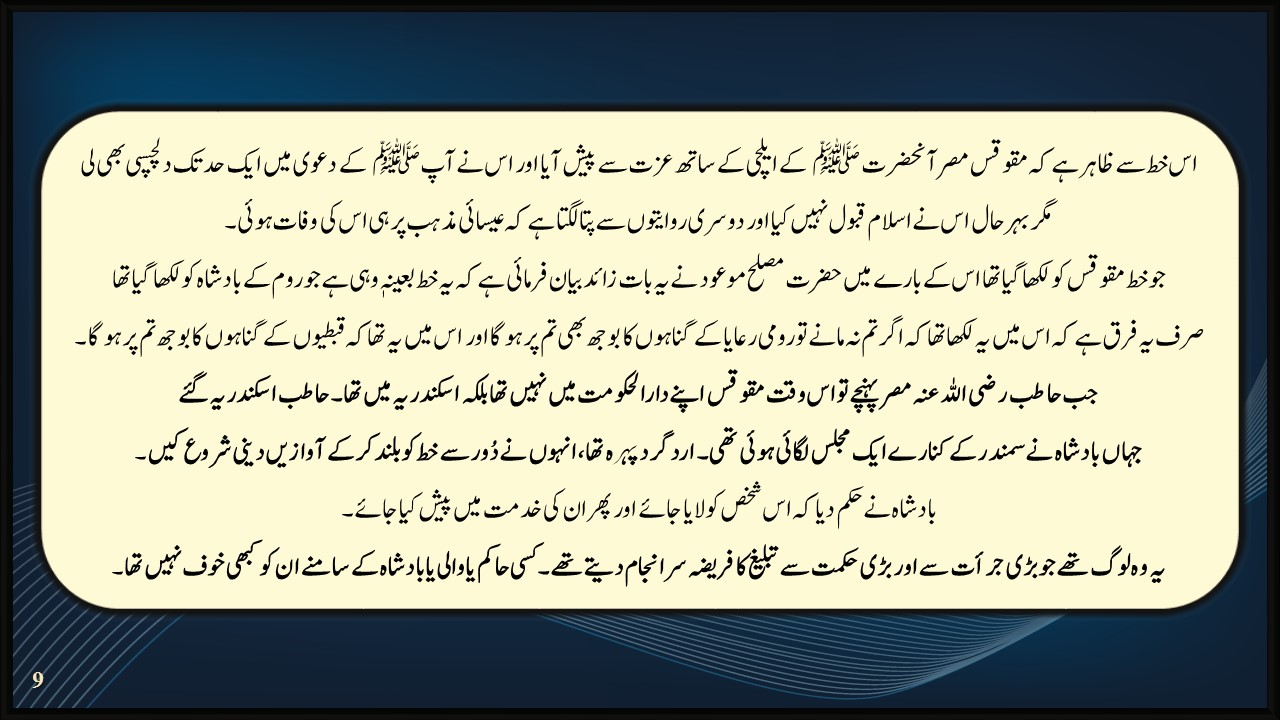 اس خط سے ظاہر ہے کہ مقوقس مصر آنحضرت ﷺ کے ایلچی کے ساتھ عزت سے پیش آیا اور اس نے آپ ﷺ کے دعویٰ میں ایک حد تک دلچسپی بھی لی
مگر بہرحال اس نے اسلام قبول نہیں کیا اور دوسری روایتوں سے پتا لگتا ہے کہ عیسائی مذہب پر ہی اس کی وفات ہوئی۔
جو خط مقوقس کو لکھا گیا تھا اس کے بارے میں حضرت مصلح موعود نے یہ بات زائد بیان فرمائی ہے کہ یہ خط بعینہٖ وہی ہے جو روم کے بادشاہ کو لکھا گیا تھا
صرف یہ فرق ہے کہ اس میں یہ لکھا تھا کہ اگر تم نہ مانے تو رومی رعایا کے گناہوں کا بوجھ بھی تم پر ہو گا اور اس میں یہ تھا کہ قبطیوں کے گناہوں کا بوجھ تم پر ہو گا۔
جب حاطب رضی اللہ عنہ مصر پہنچے تو اس وقت مقوقس اپنے دارالحکومت میں نہیں تھا بلکہ اسکندریہ میں تھا۔ حاطب اسکندریہ گئے
جہاں بادشاہ نے سمندر کے کنارے ایک مجلس لگائی ہوئی تھی۔ ارد گرد پہرہ تھا، انہوں نے دُور سے خط کو بلند کر کے آوازیں دینی شروع کیں۔
بادشاہ نے حکم دیا کہ اس شخص کو لایا جائے اور پھر ان کی خدمت میں پیش کیا جائے۔
یہ وہ لوگ تھے جو بڑی جرأت سے اور بڑی حکمت سے تبلیغ کا فریضہ سرانجام دیتے تھے۔ کسی حاکم یا والی یا بادشاہ کے سامنے ان کو کبھی خوف نہیں تھا۔
9